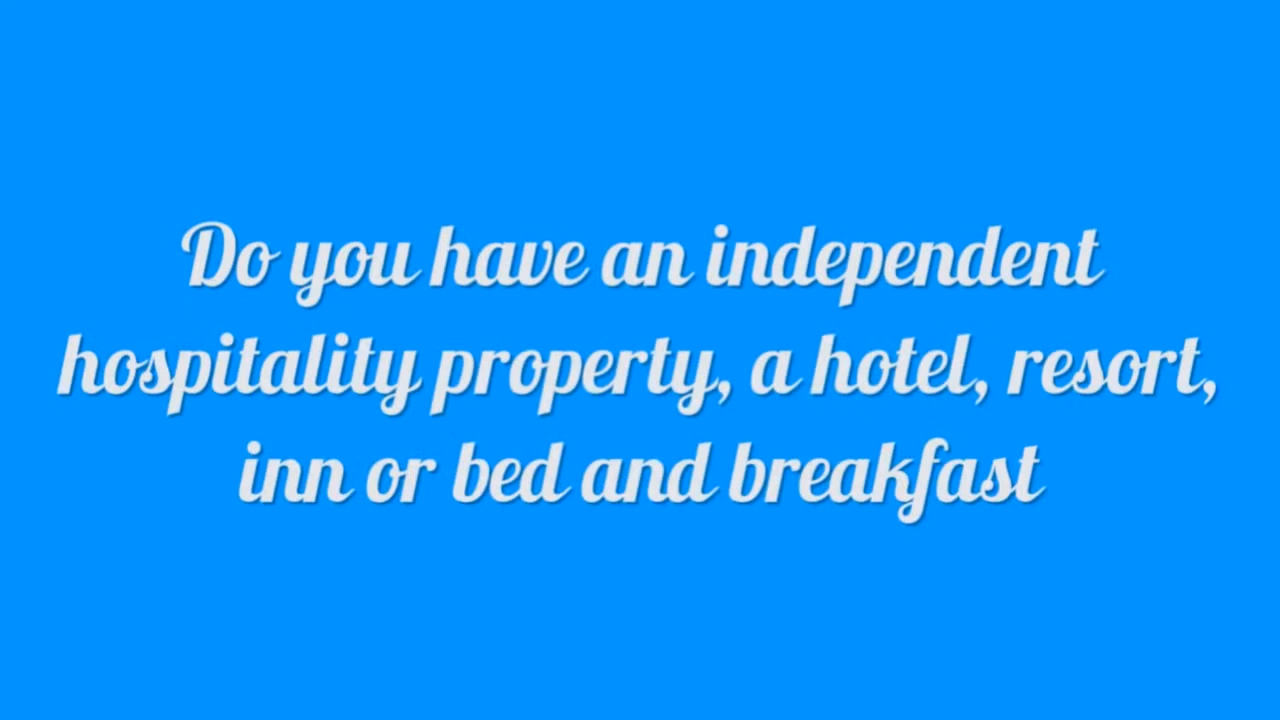 Do you have an independent
hospitality property, a hotel, resort,
inn or bed and breakfast